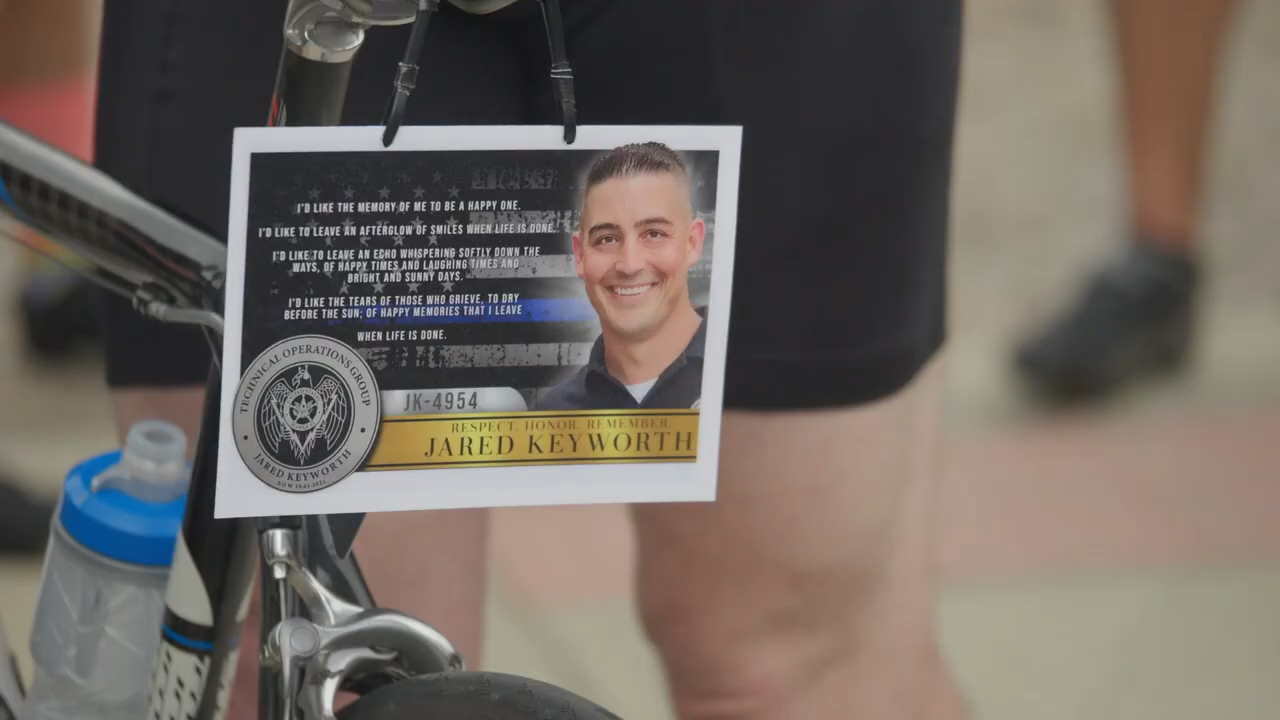 I'D LIKE THE MEMORY OF ME TO BE A HAPPY ONE.
I'D LIKE TO LEAVE AN AFTERGLOW OF SMILES WHEN LIFE IS DONE.
I'D LIKE TO LEAVE AN ECHO WHISPERING SOFTLY DOWN THE
WAYS, OF HAPPY TIMES AND LAUGHING TIMES AND
BRIGHT AND SUNNY DAYS.
I'D LIKE THE TEARS OF THOSE WHO GRIEVE, TO DRY
BEFORE THE SUN; OF HAPPY MEMORIES THAT I LEAVE
WHEN LIFE IS DONE.
TECHNICAL OPERATIONS GROUP
JARED KEYWORTH
JK-4954
RESPECT. HONOR. REMEMBER.
JARED KEYWORTH